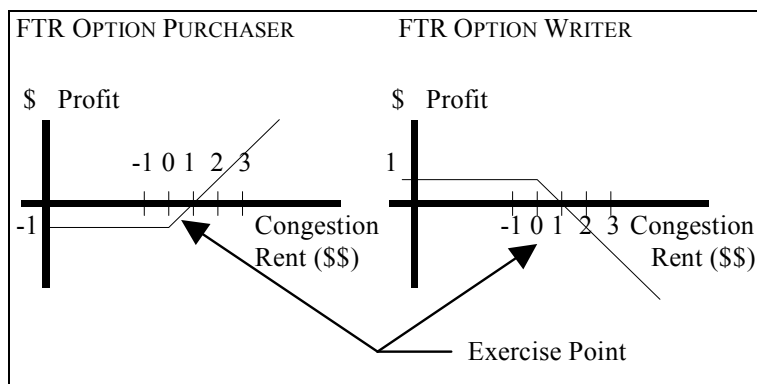 FTR OPTION PURCHASER
$ Profit
-1 0 1 2 3
-1
Congestion
Rent ($$)
FTR OPTION WRITER
$ Profit
1
-1 0 1 2 3
Congestion
Rent ($$)
Exercise Point